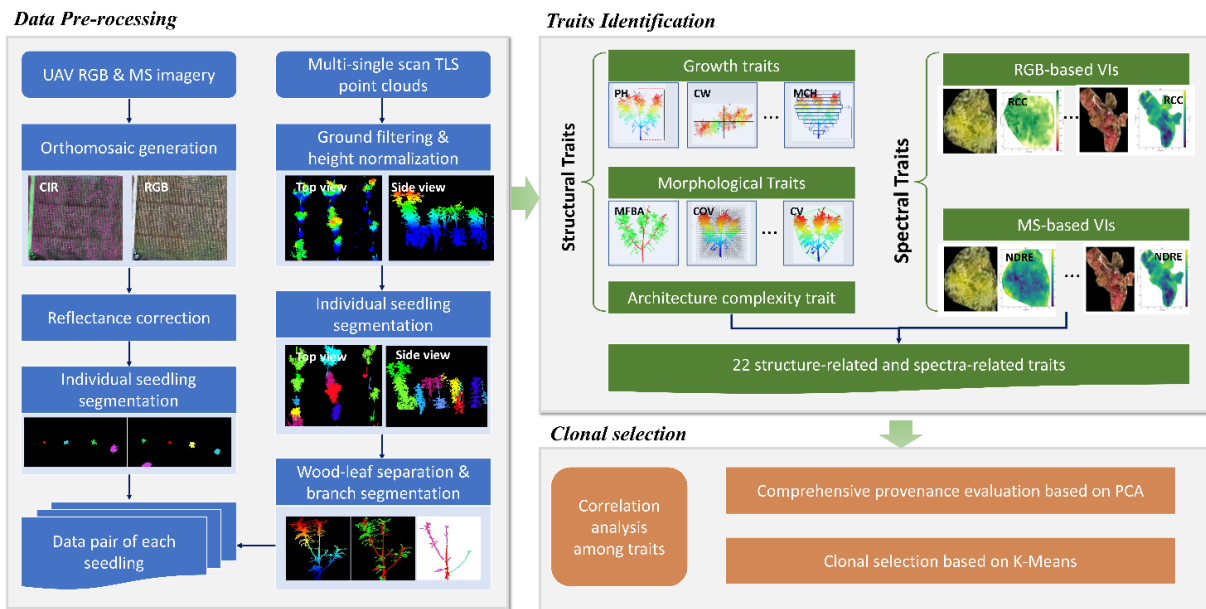 Data Pre-rocessing
UAV RGB & MS imagery
Orthomosaic generation
CIR
RGB
Reflectance correction
Individual seedling
segmentation
Data pair of each
seedling
Multi-single scan TLS
point clouds
Ground filtering &
height normalization
Top view
Side view
Individual seedling
segmentation
Top view
Side view
Wood-leaf separation &
branch segmentation
Traits Identification
Structural Traits
Growth traits
PH
CW
...
MCH
Morphological Traits
MFBA
COV
...
CV
Architecture complexity trait
Spectral Traits
RGB-based VIs
RCC
...
RCC
MS-based VIs
NDRE
...
NDRE
22 structure-related and spectra-related traits
Clonal selection
Correlation
analysis
among traits
Comprehensive provenance evaluation based on PCA
Clonal selection based on K-Means